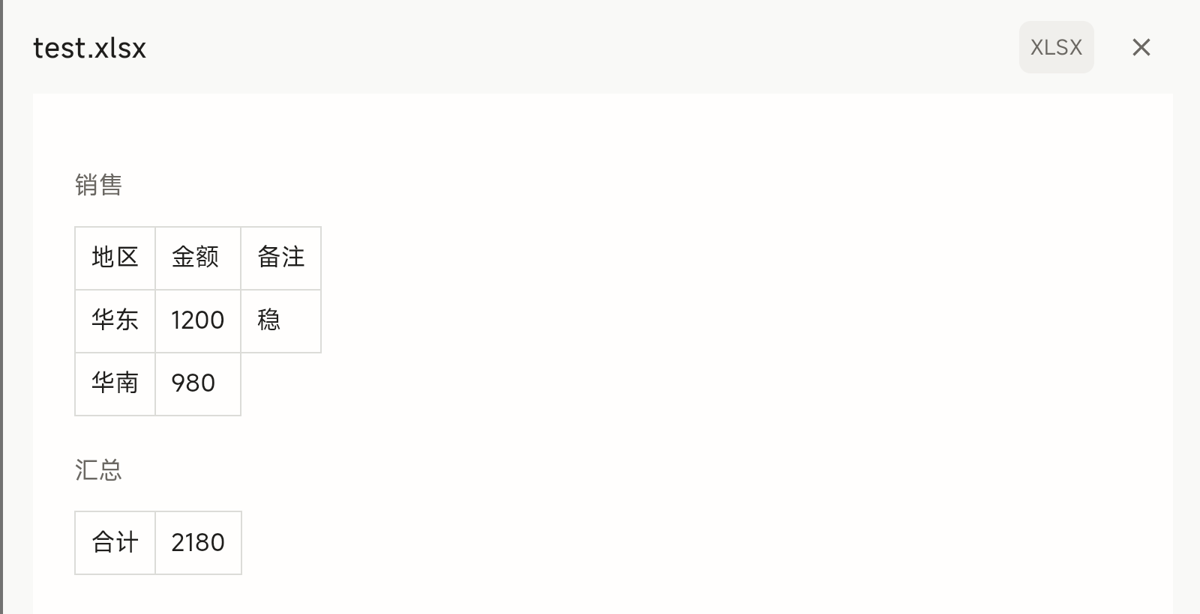 test.xlsx XLSX
销售
地区 金额 备注
华东 1200 稳
华南 980
汇总
合计 2180